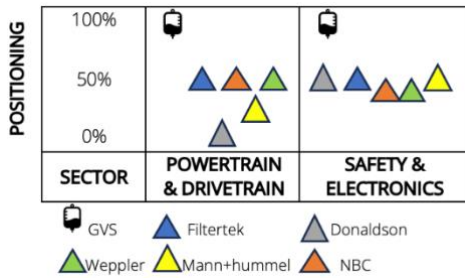 POSITIONING
100%
50%
0%
SECTOR
POWERTRAIN
& DRIVETRAIN
SAFETY &
ELECTRONICS
GVS
Filtertek
Donaldson
Weppler
Mann+hummel
NBC